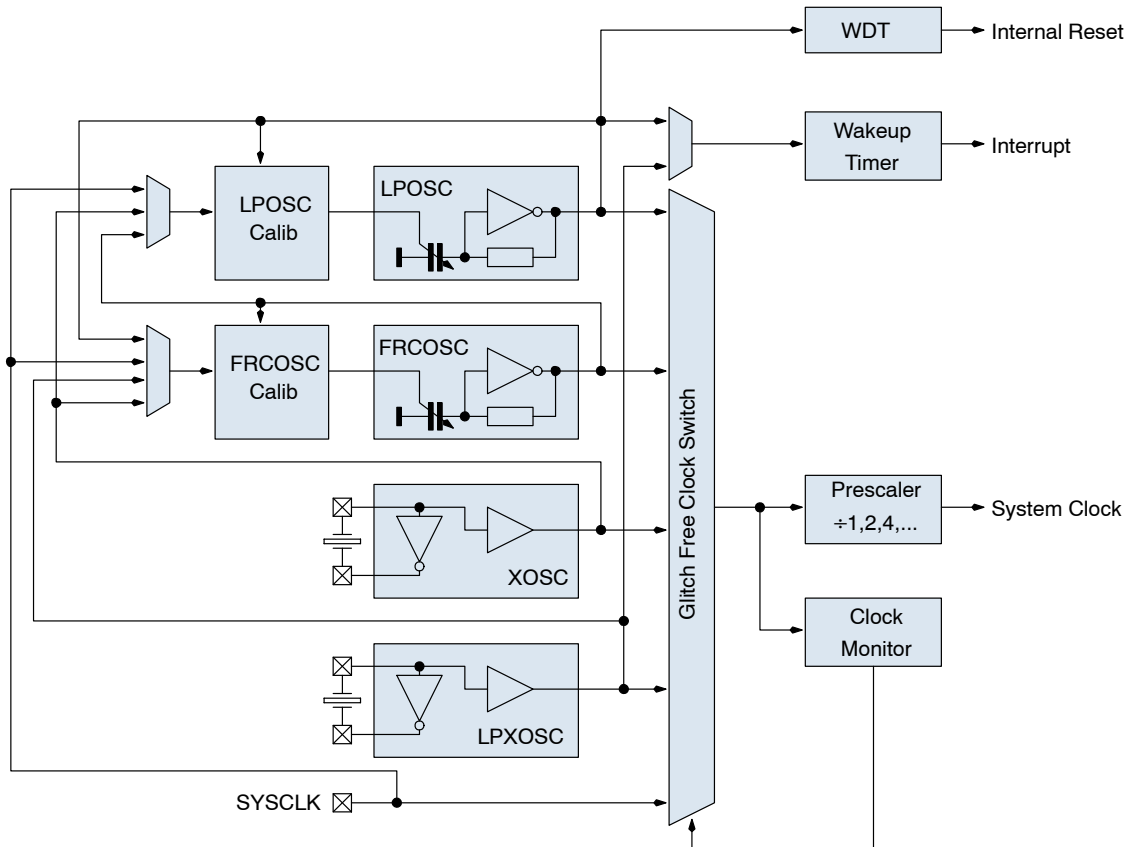 WDT
Internal Reset
Wakeup
Timer
Interrupt
LPOSC
Calib
LPOSC
FRCOSC
Calib
FRCOSC
Glitch Free Clock Switch
XOSC
Prescaler
÷1,2,4,...
System Clock
Clock
Monitor
LPXOSC
SYSCLK